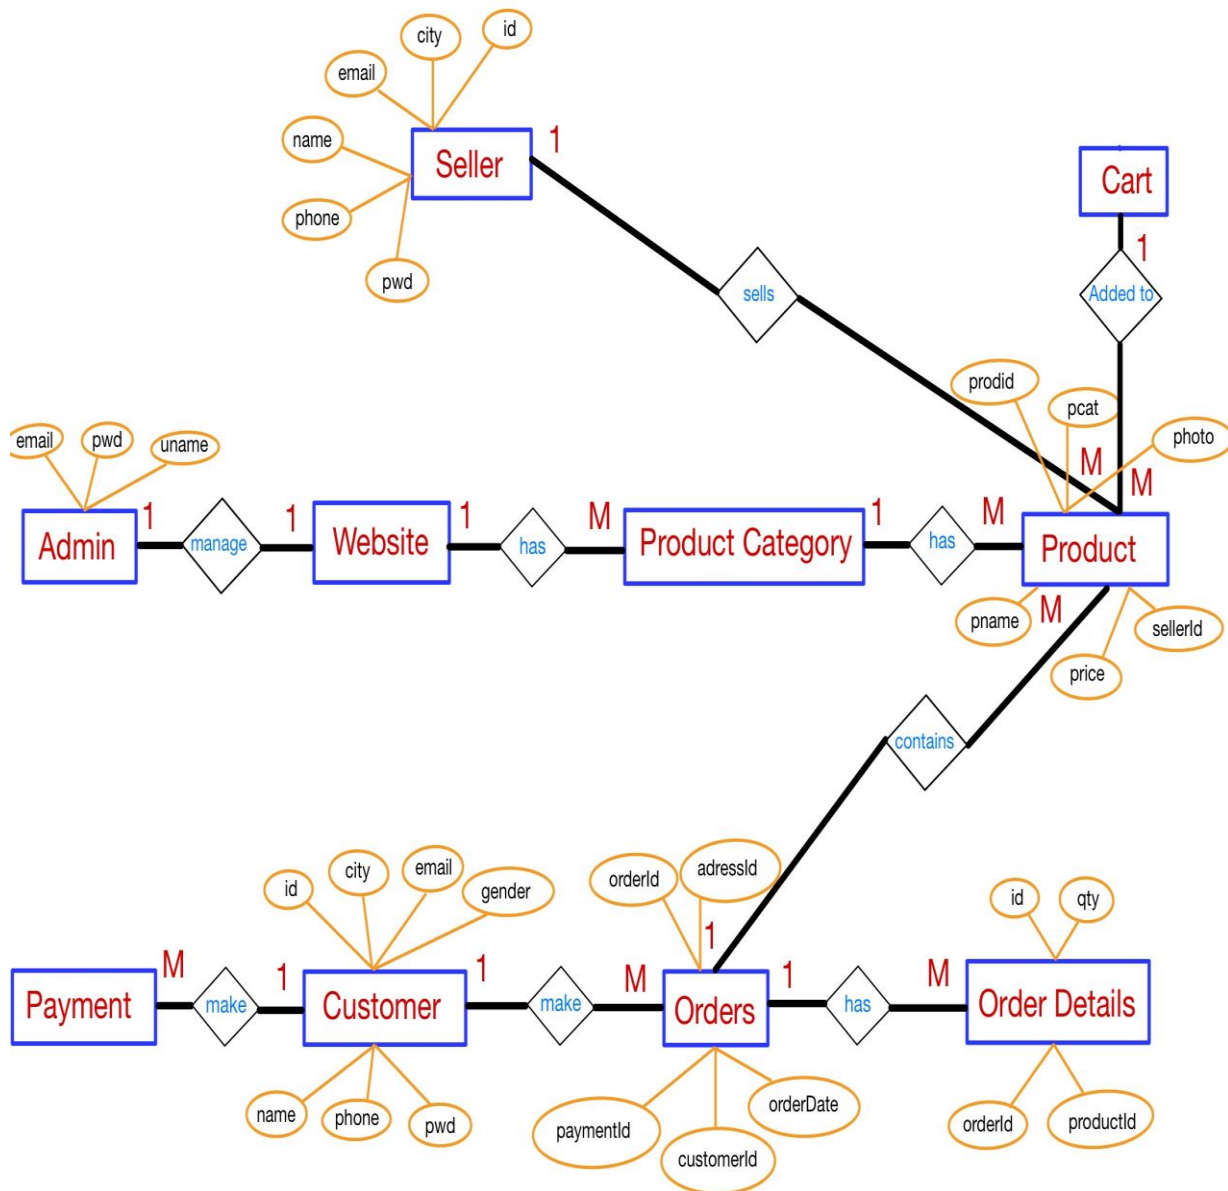 city
id
email
name
Seller
1
phone
pwd
Cart
1
sells
Added to
prodid
pcat
photo
M
M
email
pwd
uname
Admin
1
manage
1
Website
1
has
M
Product Category
1
has
M
Product
pname
M
sellerId
price
contains
id
city
email
gender
orderId
adressId
id
qty
1
Payment
M
make
1
Customer
1
make
M
Orders
1
has
M
Order Details
name
phone
pwd
paymentId
customerId
orderDate
orderId
productId